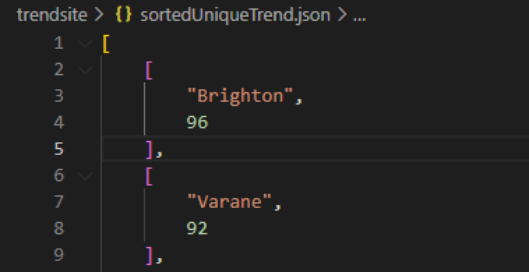 trendsite > {} sortedUniqueTrend.json > ...
1 [
2 [
3 "Brighton",
4 96
5 ],
6 [
7 "Varane",
8 92
9 ],